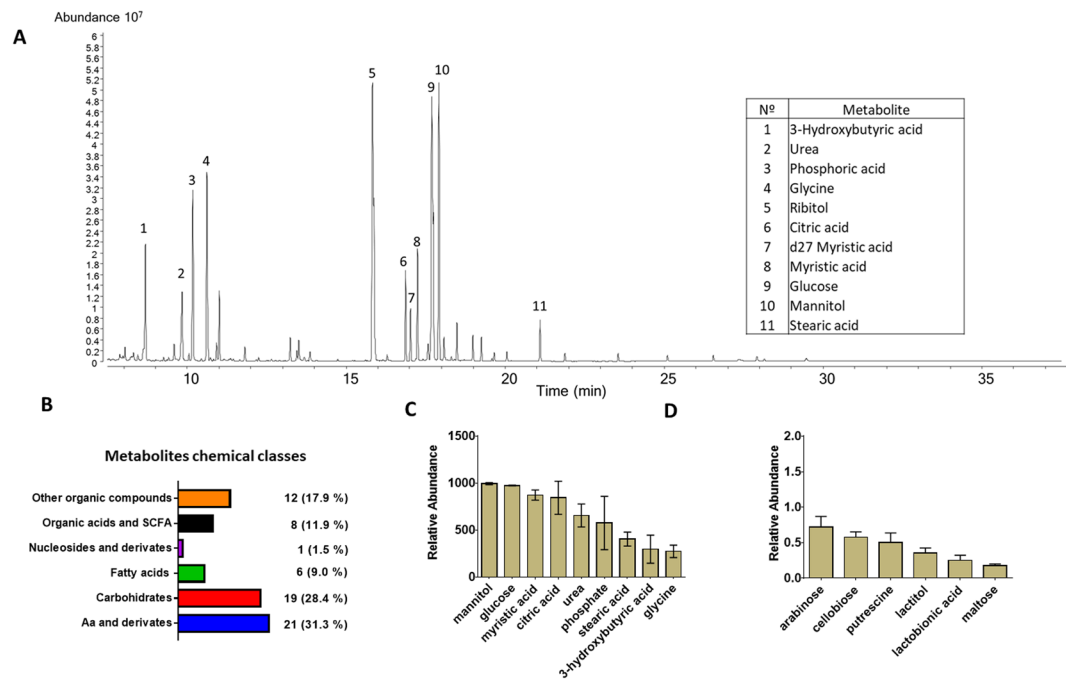 Abundance 10⁷
A
6
5.8
5.6
5.4
5.2
5
4.8
4.6
4.4
4.2
4
3.8
3.6
3.4
3.2
3
2.8
2.6
2.4
2.2
2
1.8
1.6
1.4
1.2
1
0.8
0.6
0.4
0.2
0
1
2
3
4
5
6
7
8
9
10
11
Nº Metabolite
1 3-Hydroxybutyric acid
2 Urea
3 Phosphoric acid
4 Glycine
5 Ribitol
6 Citric acid
7 d27 Myristic acid
8 Myristic acid
9 Glucose
10 Mannitol
11 Stearic acid
10 15 20 25 30 35
Time (min)
B
Metabolites chemical classes
Other organic compounds 12 (17.9 %)
Organic acids and SCFA 8 (11.9 %)
Nucleosides and derivates 1 (1.5 %)
Fatty acids 6 (9.0 %)
Carbohidrates 19 (28.4 %)
Aa and derivates 21 (31.3 %)
C
Relative Abundance
1500
1000
500
0
mannitol
glucose
myristic acid
citric acid
urea
phosphate
stearic acid
3-hydroxybutyric acid
glycine
D
Relative Abundance
2.0
1.5
1.0
0.5
0.0
arabinose
cellobiose
putrescine
lactitol
lactobionic acid
maltose